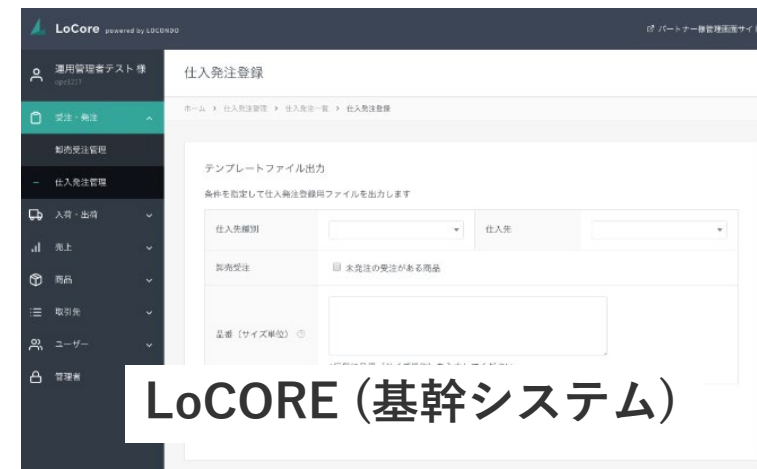 LoCore powered by LOCONDO
パートナー様管理画面サイト
運用管理者テスト 様
ope1217
仕入発注登録
ホーム > 仕入発注管理 > 仕入発注一覧 > 仕入発注登録
受注・発注
卸売受注管理
仕入発注管理
入荷・出荷
売上
商品
取引先
ユーザー
管理者
テンプレートファイル出力
条件を指定して仕入発注登録用ファイルを出力します
仕入先種別
仕入先
卸売受注
未発注の受注がある商品
品番（サイズ単位）
LoCORE (基幹システム)